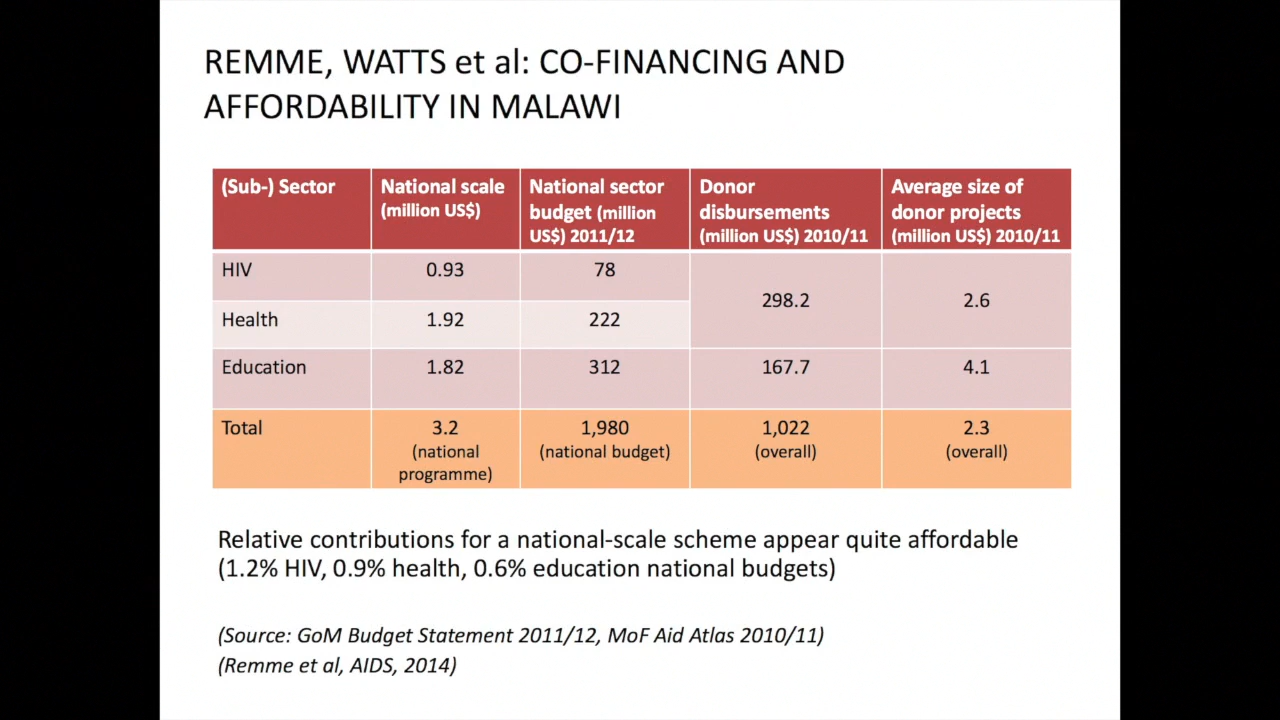 REMME, WATTS et al: CO-FINANCING AND
AFFORDABILITY IN MALAWI
(Sub-) Sector
National scale
(million US$)
National sector
budget (million
US$) 2011/12
Donor
disbursements
(million US$) 2010/11
Average size of
donor projects
(million US$) 2010/11
HIV
0.93
78
298.2
2.6
Health
1.92
222
Education
1.82
312
167.7
4.1
Total
3.2
(national
programme)
1,980
(national budget)
1,022
(overall)
2.3
(overall)
Relative contributions for a national-scale scheme appear quite affordable
(1.2% HIV, 0.9% health, 0.6% education national budgets)
(Source: GoM Budget Statement 2011/12, MoF Aid Atlas 2010/11)
(Remme et al, AIDS, 2014)